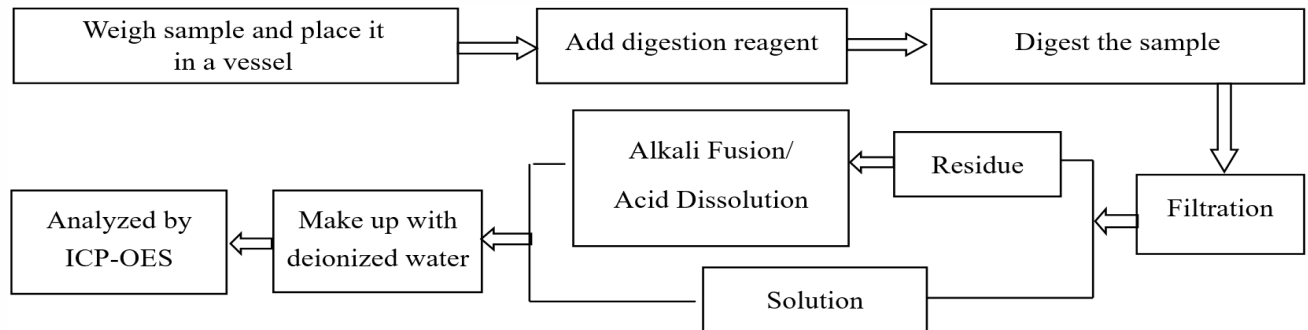 Weigh sample and place it
in a vessel
Add digestion reagent
Digest the sample
Filtration
Residue
Alkali Fusion/
Acid Dissolution
Solution
Make up with
deionized water
Analyzed by
ICP-OES